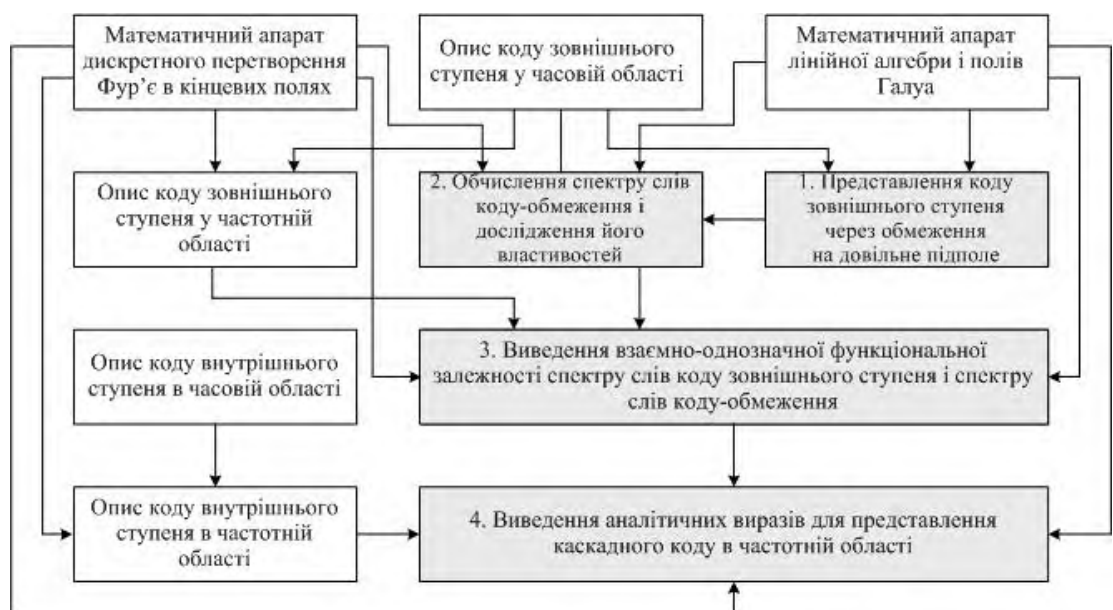 Математичний апарат
дискретного перетворення
Фур’є в кінцевих полях
Опис коду зовнішнього
ступеня у часовій області
Математичний апарат
лінійної алгебри і полів
Галуа
Опис коду зовнішнього
ступеня у частотній
області
2. Обчислення спектру слів
коду-обмеження і
дослідження його
властивостей
1. Представлення коду
зовнішнього ступеня
через обмеження
на довільне підполе
Опис коду внутрішнього
ступеня в часовій області
3. Виведення взаємно-однозначної функціональної
залежності спектру слів коду зовнішнього ступеня і спектру
слів коду-обмеження
Опис коду внутрішнього
ступеня в частотній
області
4. Виведення аналітичних виразів для представлення
каскадного коду в частотній області